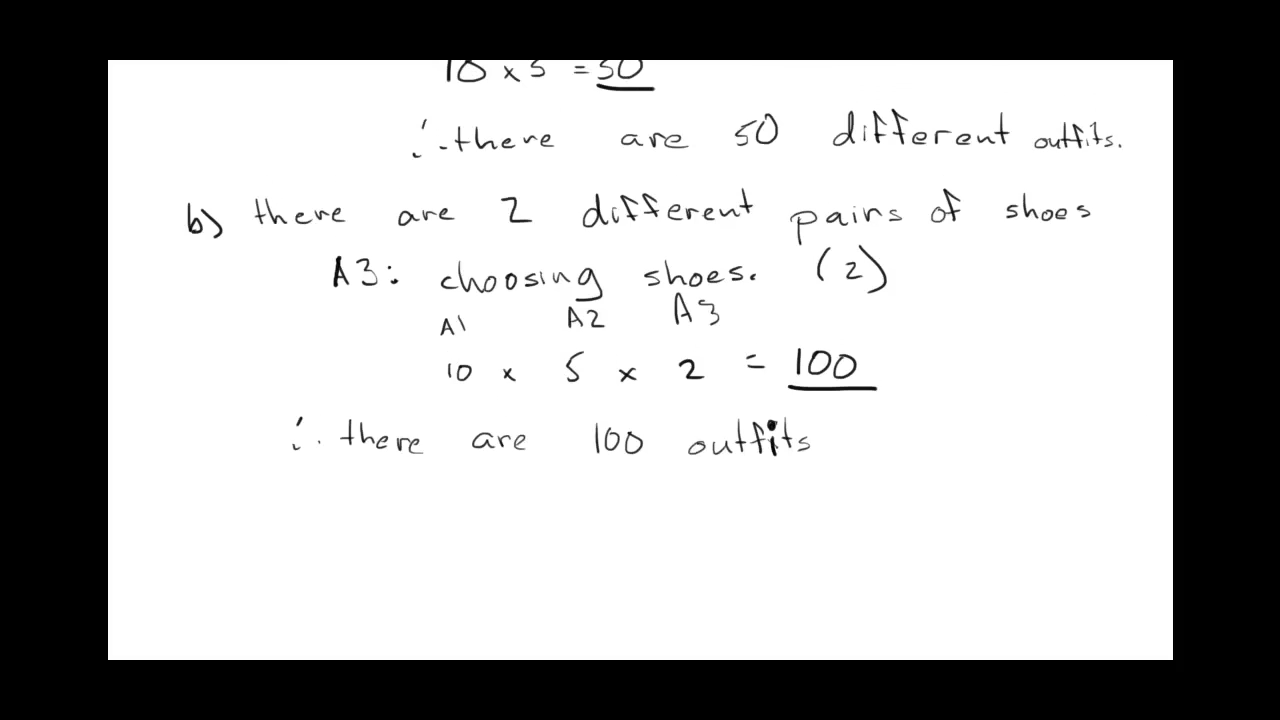 10 x 5 = 50
∴ there are 50 different outfits.
b) there are 2 different pairs of shoes
A3: choosing shoes. (2)
A1 A2 A3
10 x 5 x 2 = 100
∴ there are 100 outfits